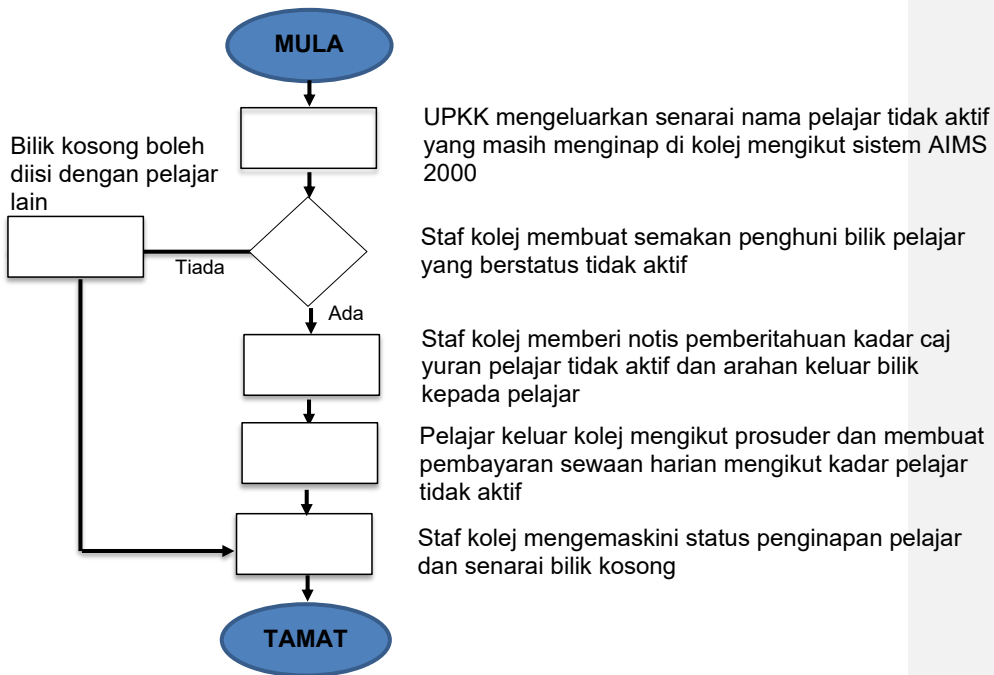 MULA
UPKK mengeluarkan senarai nama pelajar tidak aktif
yang masih menginap di kolej mengikut sistem AIMS
2000
Bilik kosong boleh
diisi dengan pelajar
lain
Staf kolej membuat semakan penghuni bilik pelajar
yang berstatus tidak aktif
Tiada
Ada
Staf kolej memberi notis pemberitahuan kadar caj
yuran pelajar tidak aktif dan arahan keluar bilik
kepada pelajar
Pelajar keluar kolej mengikut prosuder dan membuat
pembayaran sewaan harian mengikut kadar pelajar
tidak aktif
Staf kolej mengemaskini status penginapan pelajar
dan senarai bilik kosong
TAMAT